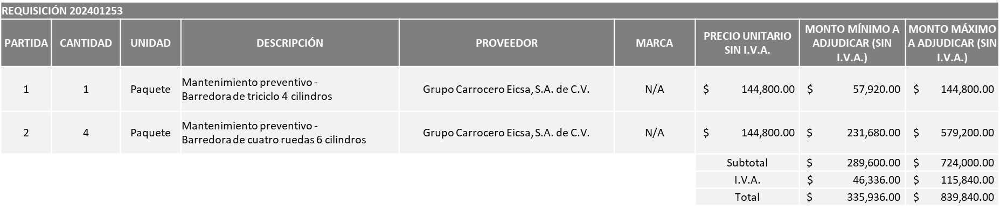 REQUISICIÓN 202401253
PARTIDA CANTIDAD UNIDAD DESCRIPCIÓN PROVEEDOR MARCA PRECIO UNITARIO SIN I.V.A. MONTO MÍNIMO A ADJUDICAR (SIN I.V.A.) MONTO MÁXIMO A ADJUDICAR (SIN I.V.A.)
1 1 Paquete Mantenimiento preventivo - Barredora de triciclo 4 cilindros Grupo Carrocero Eicsa, S.A. de C.V. N/A $ 144,800.00 $ 57,920.00 $ 144,800.00
2 4 Paquete Mantenimiento preventivo - Barredora de cuatro ruedas 6 cilindros Grupo Carrocero Eicsa, S.A. de C.V. N/A $ 144,800.00 $ 231,680.00 $ 579,200.00
Subtotal $ 289,600.00 $ 724,000.00
I.V.A. $ 46,336.00 $ 115,840.00
Total $ 335,936.00 $ 839,840.00